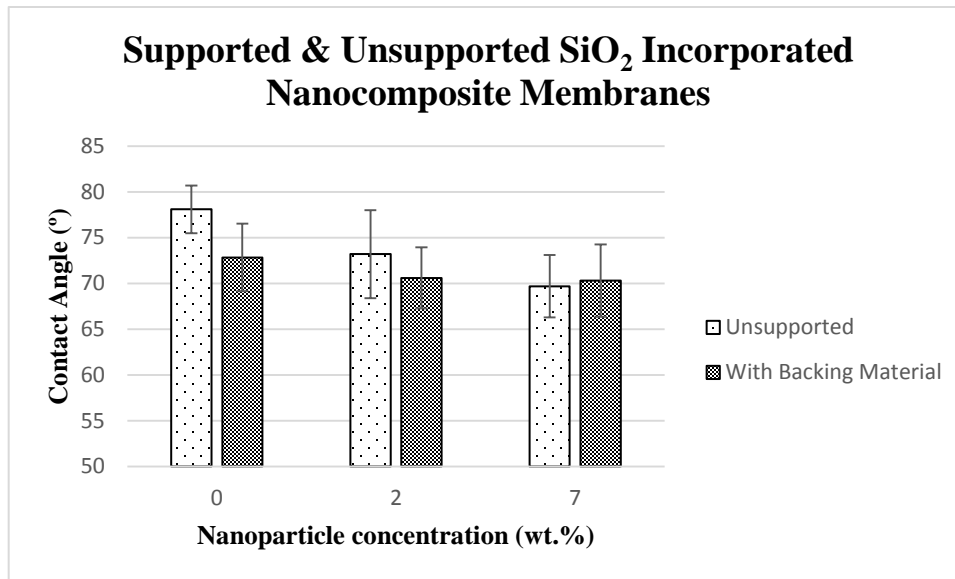 Supported & Unsupported SiO₂ Incorporated
Nanocomposite Membranes
85
80
75
70
65
60
55
50
Contact Angle (º)
0 2 7
Nanoparticle concentration (wt.%)
Unsupported
With Backing Material